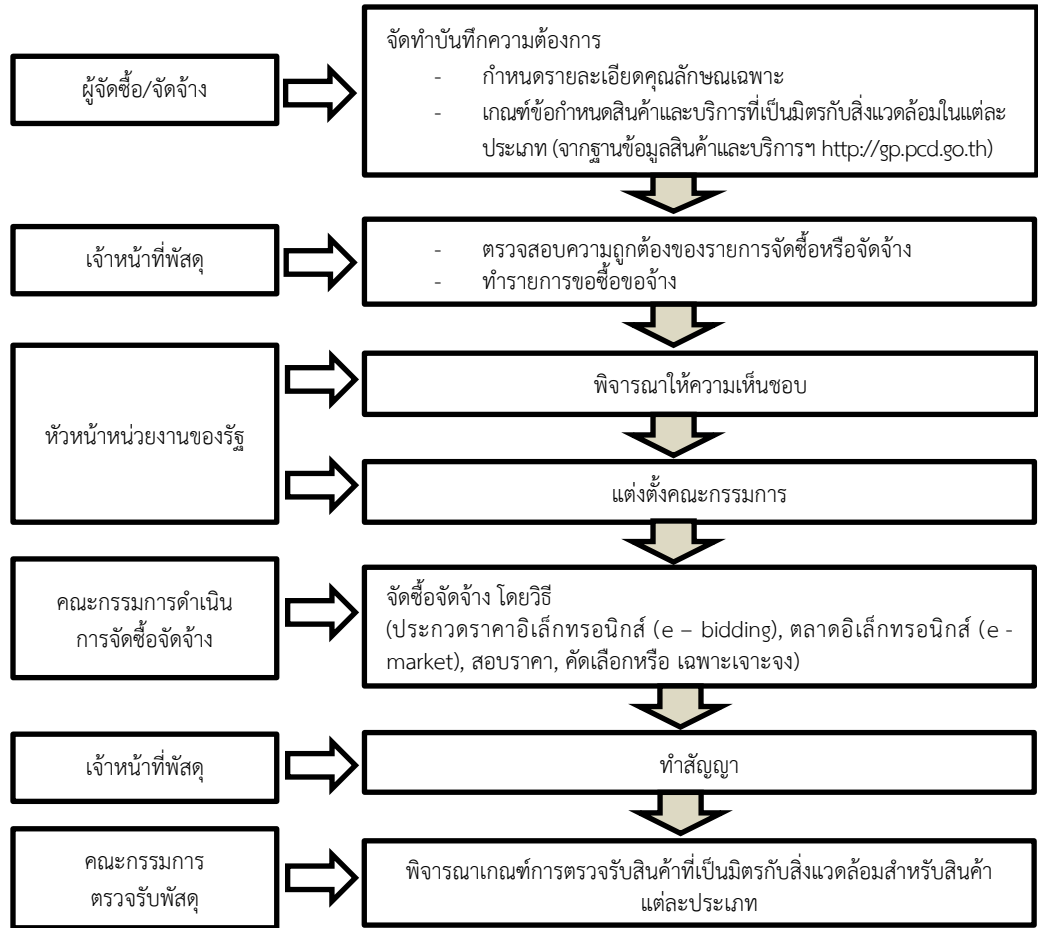 ผู้จัดซื้อ/จัดจ้าง
จัดทำบันทึกความต้องการ
- กำหนดรายละเอียดคุณลักษณเฉพาะ
- เกณฑ์ข้อกำหนดสินค้าและบริการที่เป็นมิตรกับสิ่งแวดล้อมในแต่ละ
ประเภท (จากฐานข้อมูลสินค้าและบริการฯ http://gp.pcd.go.th)
เจ้าหน้าที่พัสดุ
- ตรวจสอบความถูกต้องของรายการจัดซื้อหรือจัดจ้าง
- ทำรายการขอซื้อขอจ้าง
หัวหน้าหน่วยงานของรัฐ
พิจารณาให้ความเห็นชอบ
แต่งตั้งคณะกรรมการ
คณะกรรมการดำเนิน
การจัดซื้อจัดจ้าง
จัดซื้อจัดจ้าง โดยวิธี
(ประกวดราคาอิเล็กทรอนิกส์ (e – bidding), ตลาดอิเล็กทรอนิกส์ (e -
market), สอบราคา, คัดเลือกหรือ เฉพาะเจาะจง)
เจ้าหน้าที่พัสดุ
ทำสัญญา
คณะกรรมการ
ตรวจรับพัสดุ
พิจารณาเกณฑ์การตรวจรับสินค้าที่เป็นมิตรกับสิ่งแวดล้อมสำหรับสินค้า
แต่ละประเภท